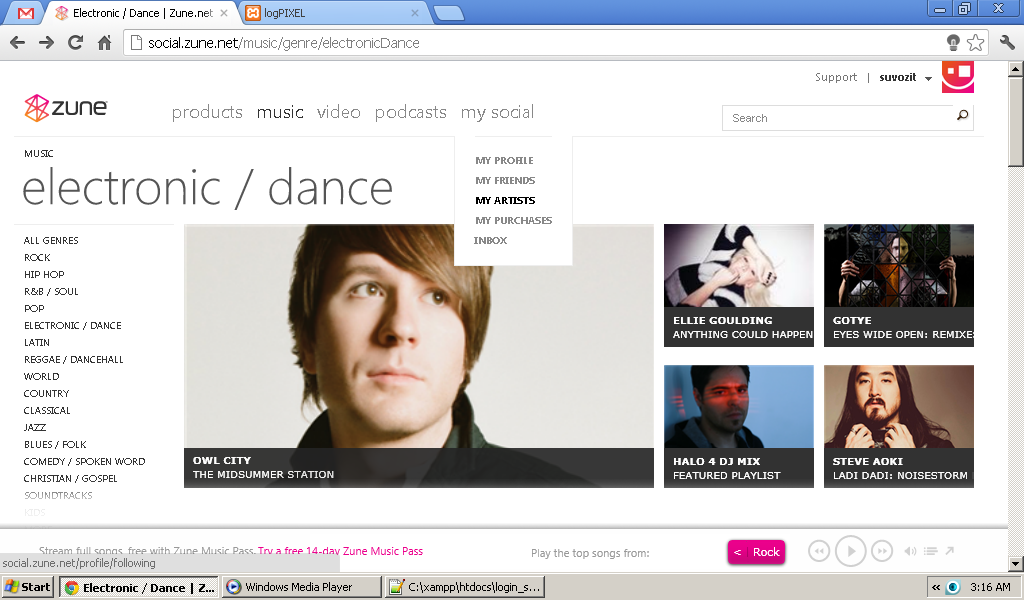 Electronic / Dance | Zune.net
logPIXEL
social.zune.net/music/genre/electronicDance
Support | suvozit
zune
products music video podcasts my social
Search
MUSIC
electronic / dance
MY PROFILE
MY FRIENDS
MY ARTISTS
MY PURCHASES
INBOX
ALL GENRES
ROCK
HIP HOP
R&B / SOUL
POP
ELECTRONIC / DANCE
LATIN
REGGAE / DANCEHALL
WORLD
COUNTRY
CLASSICAL
JAZZ
BLUES / FOLK
COMEDY / SPOKEN WORD
CHRISTIAN / GOSPEL
SOUNDTRACKS
KIDS
OWL CITY
THE MIDSUMMER STATION
ELLIE GOULDING
ANYTHING COULD HAPPEN
GOTYE
EYES WIDE OPEN: REMIXES
HALO 4 DJ MIX
FEATURED PLAYLIST
STEVE AOKI
LADI DADI: NOISESTORM
Stream full songs, free with Zune Music Pass. Try a free 14-day Zune Music Pass
Play the top songs from:
< Rock
social.zune.net/profile/following
Start
Electronic / Dance | Z...
Windows Media Player
C:\xampp\htdocs\login_s...
« 3:16 AM